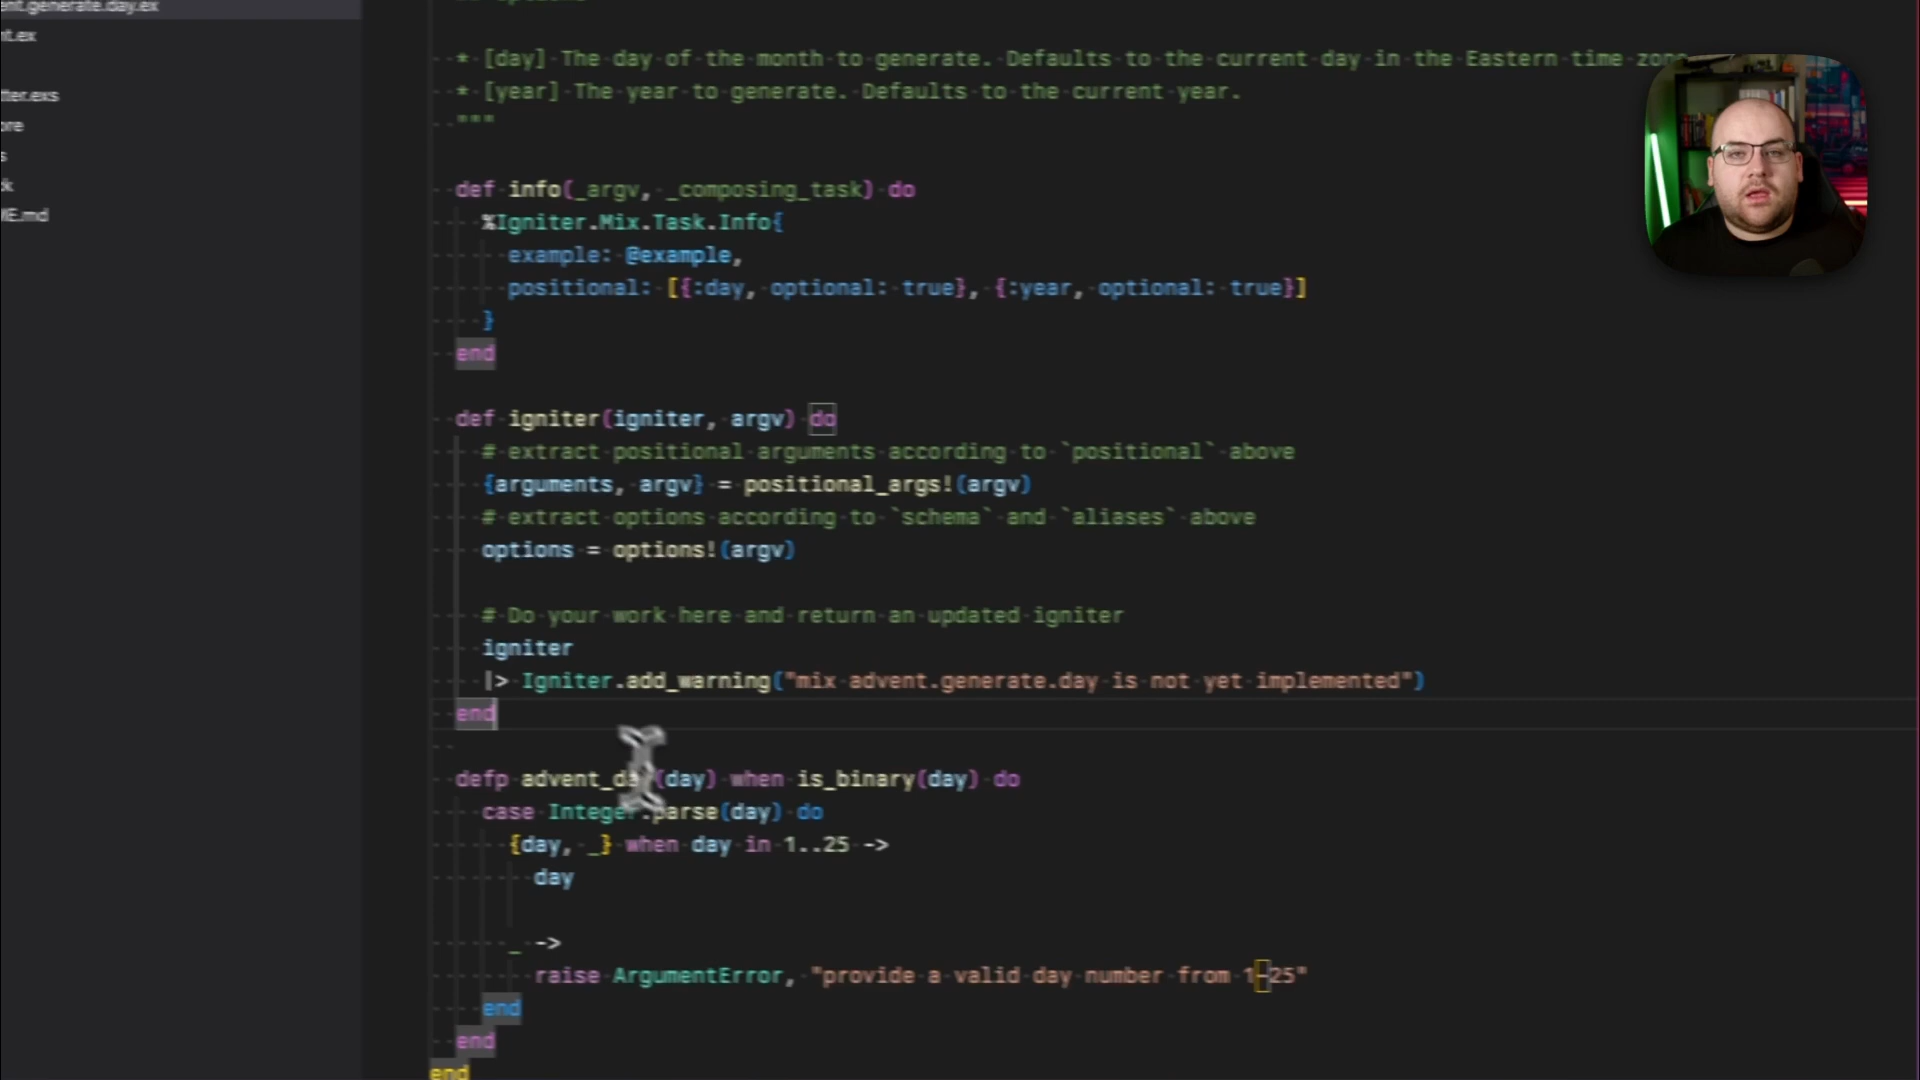 ent.generate.day.ex
nt.ex
tter.exs
ore
s
k
ME.md
* [day] The day of the month to generate. Defaults to the current day in the Eastern time zone
* [year] The year to generate. Defaults to the current year.
"""
def info(_argv, _composing_task) do
%Igniter.Mix.Task.Info{
example: @example,
positional: [{:day, optional: true}, {:year, optional: true}]
}
end
def igniter(igniter, argv) do
# extract positional arguments according to `positional` above
{arguments, argv} = positional_args!(argv)
# extract options according to `schema` and `aliases` above
options = options!(argv)
# Do your work here and return an updated igniter
igniter
|> Igniter.add_warning("mix advent.generate.day is not yet implemented")
end
defp advent_day(day) when is_binary(day) do
case Integer.parse(day) do
{day, _} when day in 1..25 ->
day
_ ->
raise ArgumentError, "provide a valid day number from 1–25"
end
end
end